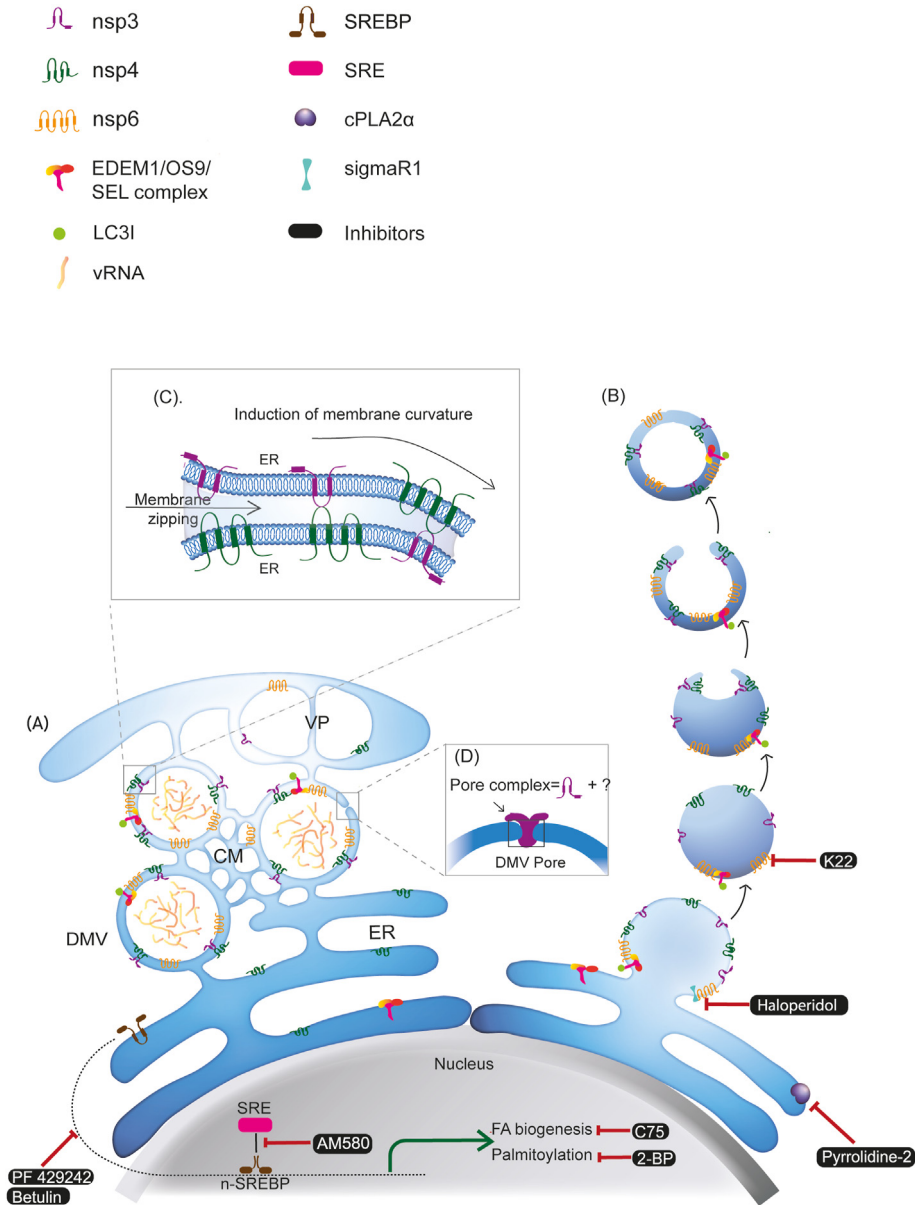 nsp3
nsp4
nsp6
EDEM1/OS9/
SEL complex
LC3I
vRNA
SREBP
SRE
cPLA2α
sigmaR1
Inhibitors
(C).
Induction of membrane curvature
ER
Membrane
zipping
ER
(B)
(A)
VP
CM
DMV
ER
(D)
Pore complex= + ?
DMV Pore
K22
Haloperidol
Pyrrolidine-2
Nucleus
SRE
AM580
n-SREBP
FA biogenesis
C75
Palmitoylation
2-BP
PF 429242
Betulin